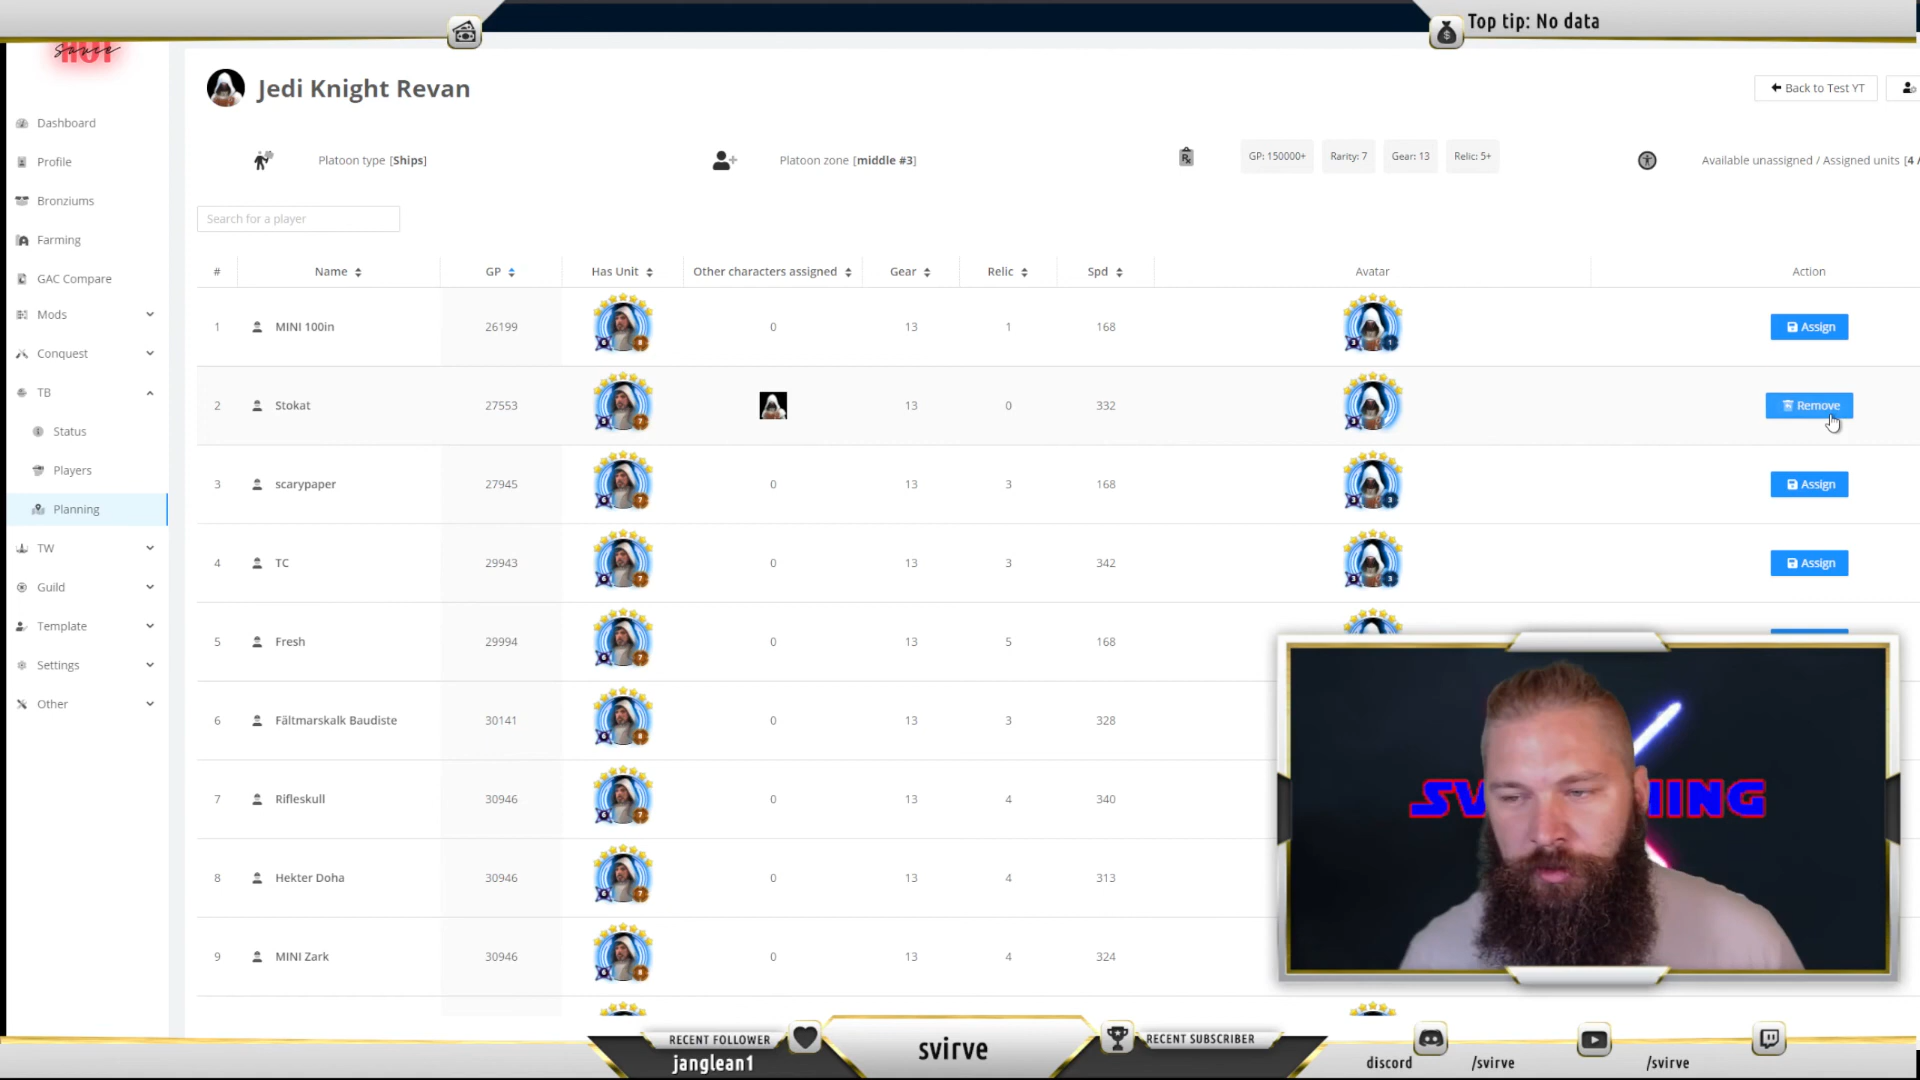 Top tip: No data
sauce
HOT
Jedi Knight Revan
Back to Test YT
Platoon type [Ships]
Platoon zone [middle #3]
GP: 150000+
Rarity: 7
Gear: 13
Relic: 5+
Available unassigned / Assigned units [4 /
Search for a player
Dashboard
Profile
Bronziums
Farming
GAC Compare
Mods
Conquest
TB
Status
Players
Planning
TW
Guild
Template
Settings
Other
# Name GP Has Unit Other characters assigned Gear Relic Spd Avatar Action
1 MINI 100in 26199 0 13 1 168 Assign
2 Stokat 27553 13 0 332 Remove
3 scarypaper 27945 0 13 3 168 Assign
4 TC 29943 0 13 3 342 Assign
5 Fresh 29994 0 13 5 168
6 Fältmarskalk Baudiste 30141 0 13 3 328
7 Rifleskull 30946 0 13 4 340
8 Hekter Doha 30946 0 13 4 313
9 MINI Zark 30946 0 13 4 324
RECENT FOLLOWER
janglean1
svirve
RECENT SUBSCRIBER
discord
/svirve
/svirve